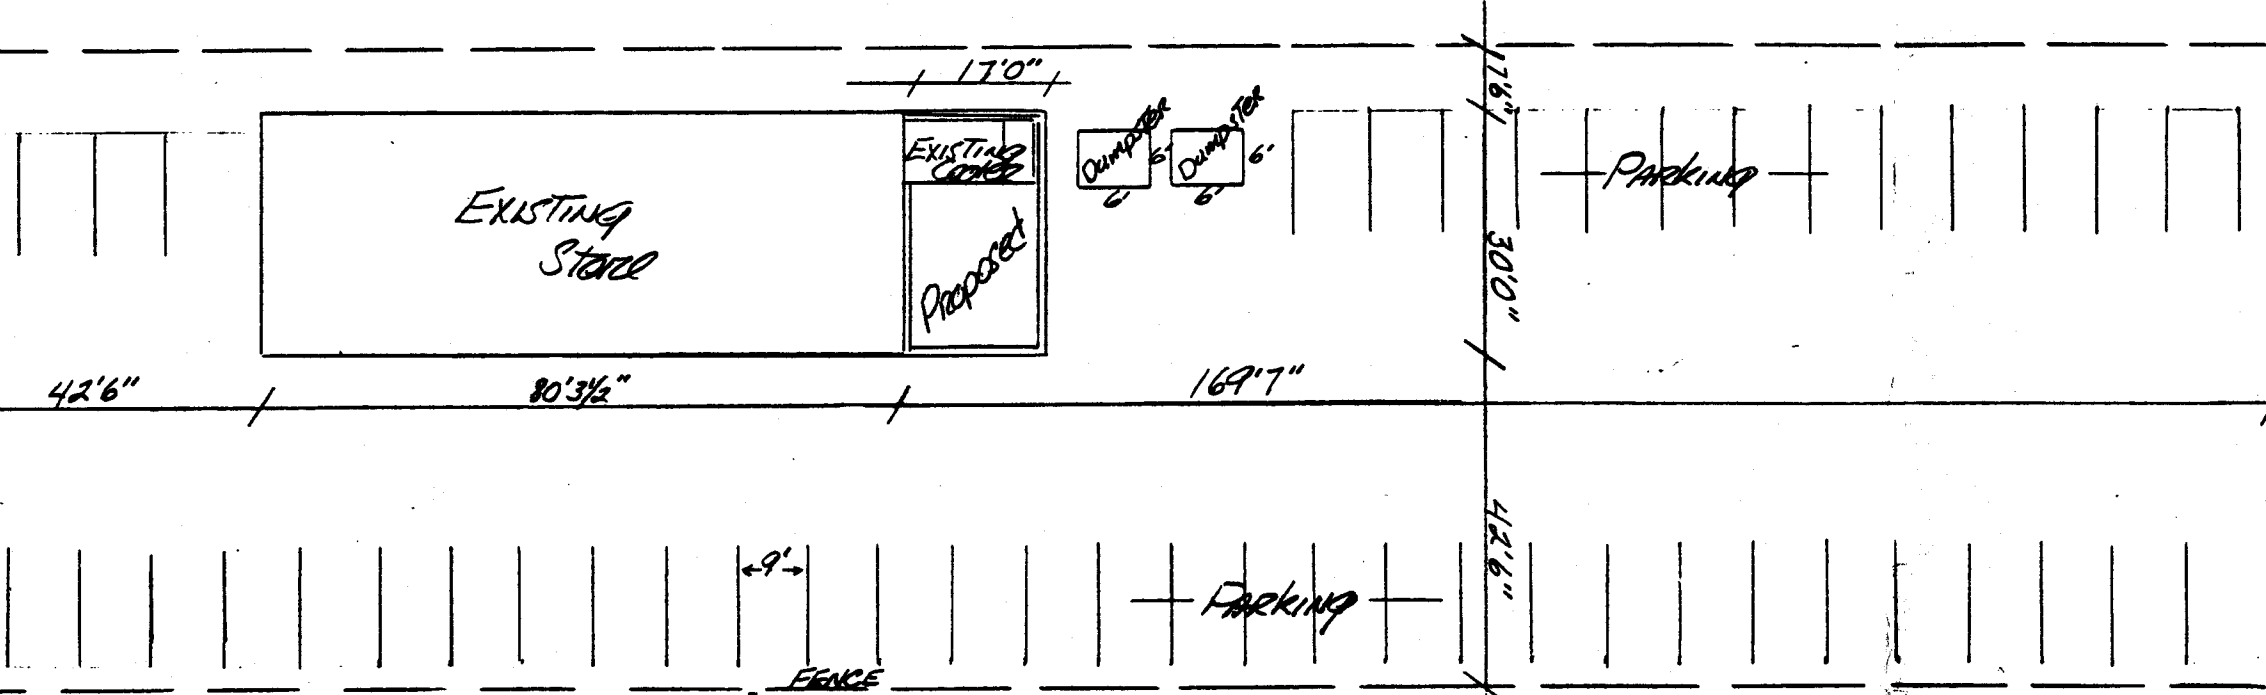 17'0"
17'6"
EXISTING
Cooler
Dumpster
6'
6'
Dumpster
6'
6'
PARKING
EXISTING
Store
Proposed
30'0"
42'6"
80'3½"
169'7"
42'6"
9'
PARKING
FENCE